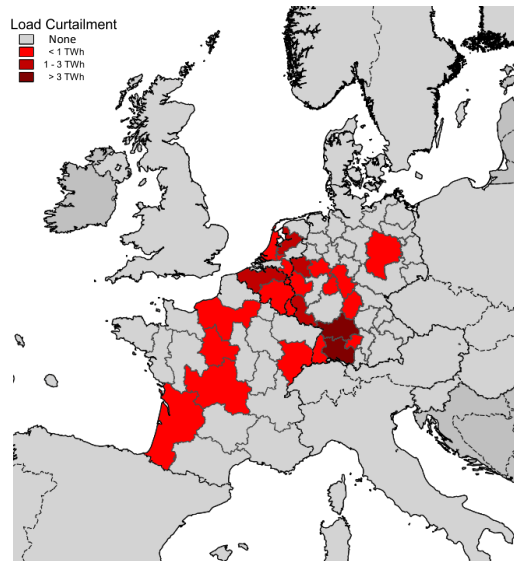 Load Curtailment
None
< 1 TWh
1 - 3 TWh
> 3 TWh